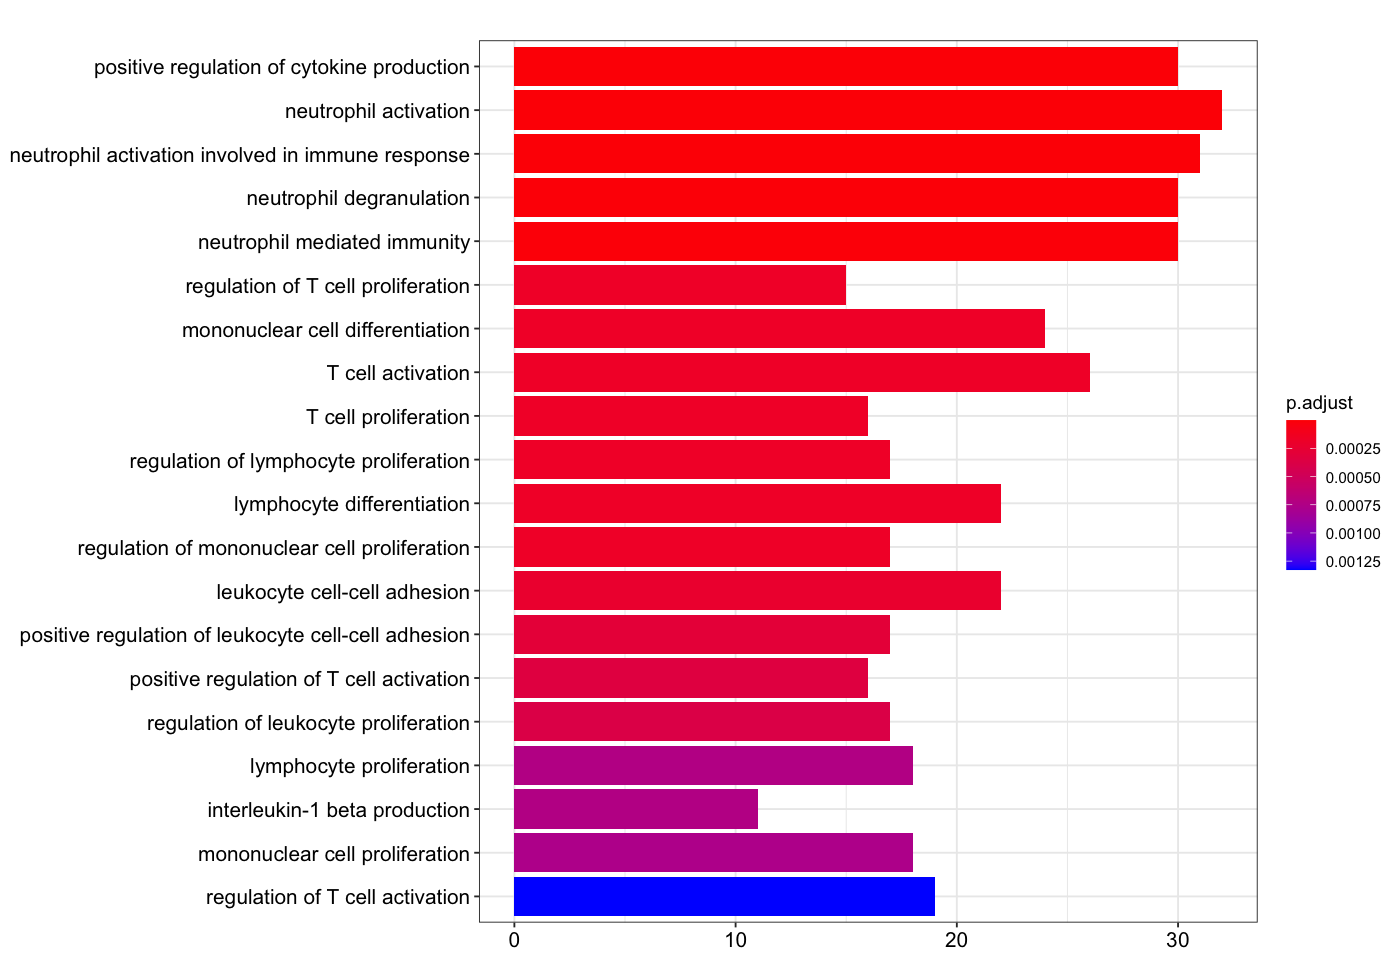 positive regulation of cytokine production
neutrophil activation
neutrophil activation involved in immune response
neutrophil degranulation
neutrophil mediated immunity
regulation of T cell proliferation
mononuclear cell differentiation
T cell activation
T cell proliferation
regulation of lymphocyte proliferation
lymphocyte differentiation
regulation of mononuclear cell proliferation
leukocyte cell-cell adhesion
positive regulation of leukocyte cell-cell adhesion
positive regulation of T cell activation
regulation of leukocyte proliferation
lymphocyte proliferation
interleukin-1 beta production
mononuclear cell proliferation
regulation of T cell activation
0 10 20 30
p.adjust
0.00025
0.00050
0.00075
0.00100
0.00125